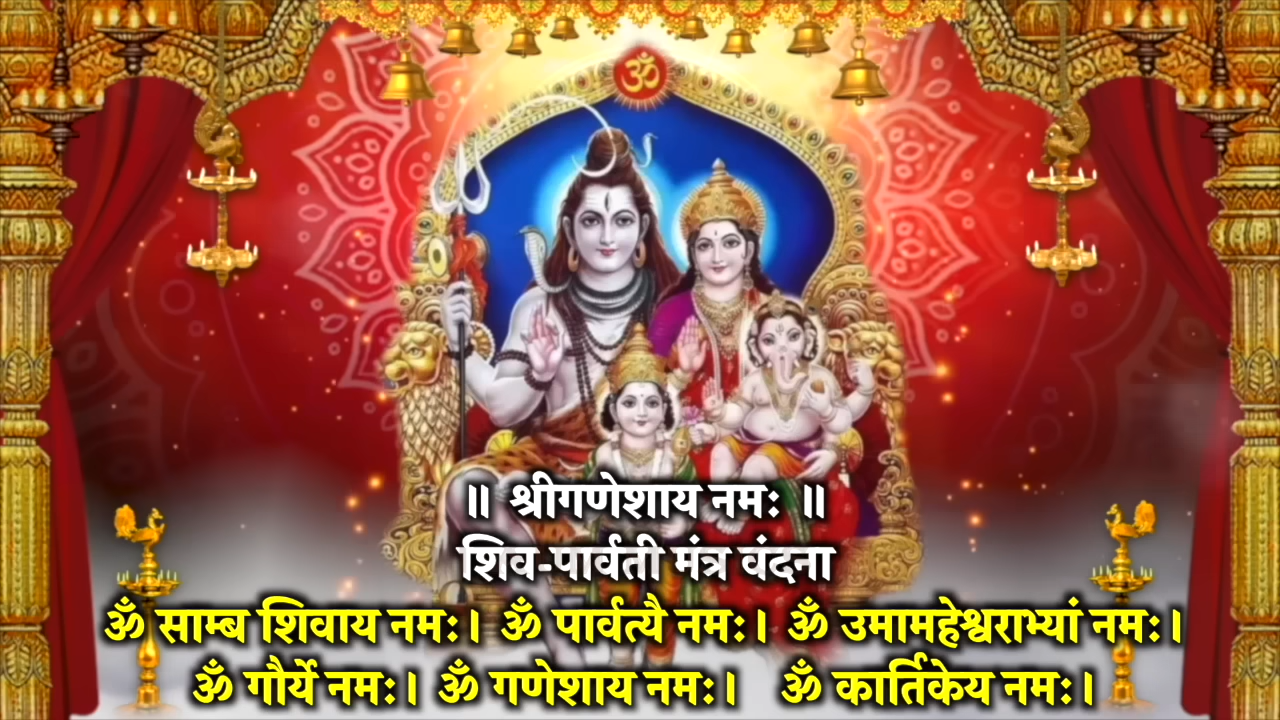 ॐ
॥ श्रीगणेशाय नमः ॥
शिव-पार्वती मंत्र वंदना
ॐ साम्ब शिवाय नमः। ॐ पार्वत्यै नमः। ॐ उमामहेश्वराभ्यां नमः।
ॐ गौर्ये नमः। ॐ गणेशाय नमः। ॐ कार्तिकेय नमः।